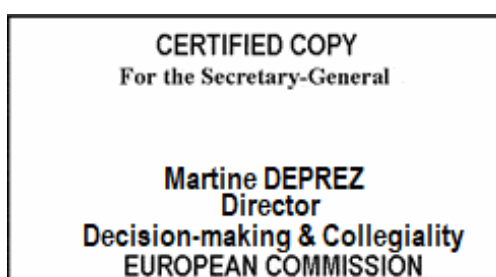 CERTIFIED COPY
For the Secretary-General
Martine DEPREZ
Director
Decision-making & Collegiality
EUROPEAN COMMISSION